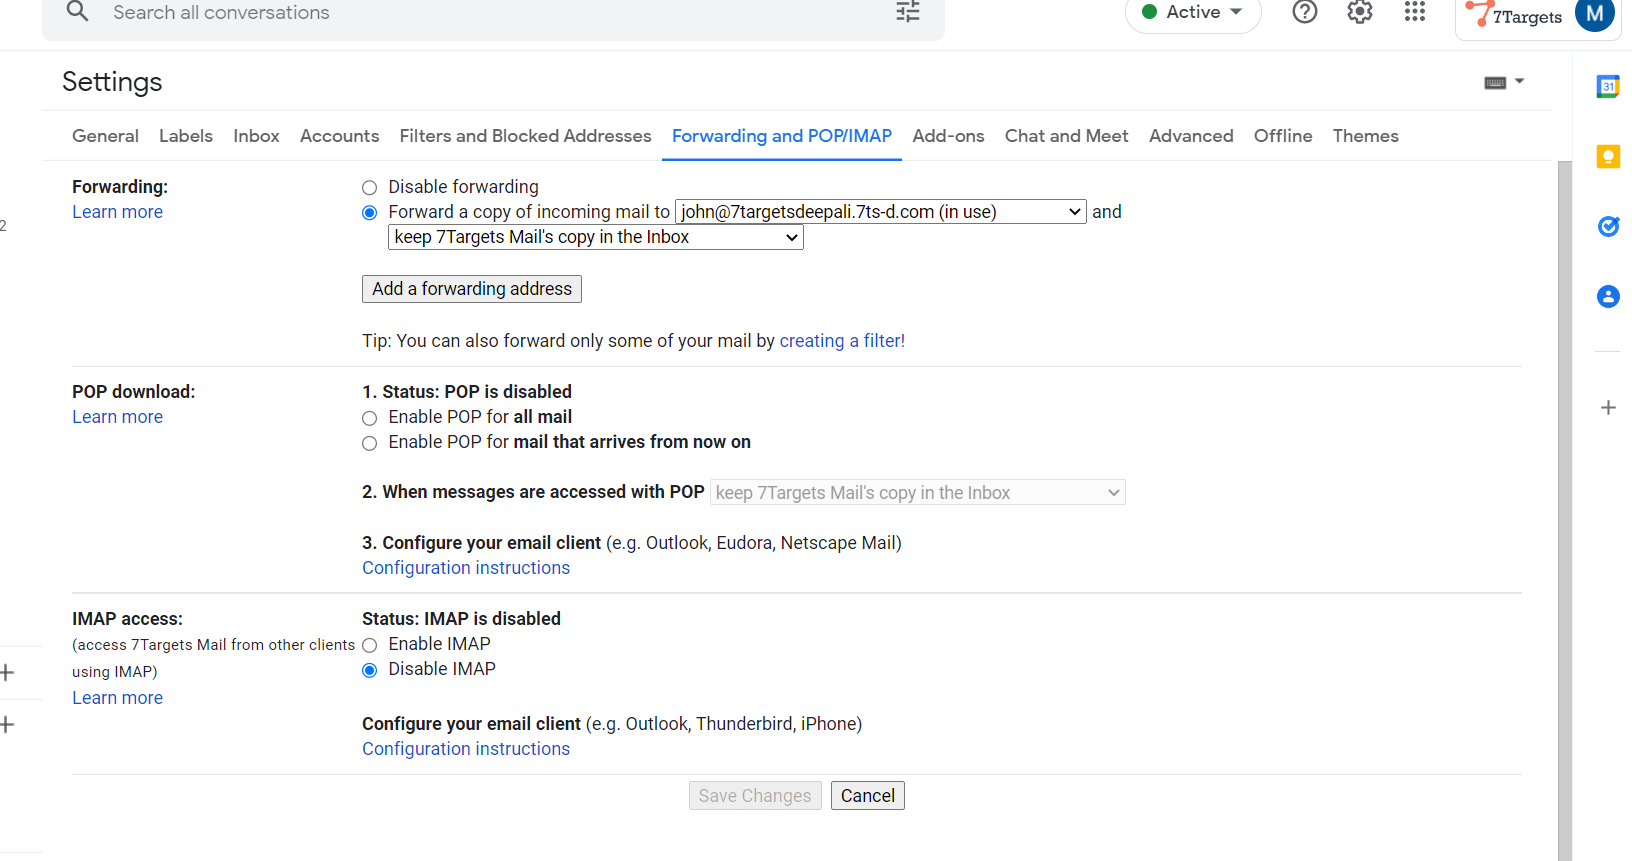 Search all conversations
Active
7Targets
M
Settings
General Labels Inbox Accounts Filters and Blocked Addresses Forwarding and POP/IMAP Add-ons Chat and Meet Advanced Offline Themes
31
Forwarding:
Learn more
Disable forwarding
Forward a copy of incoming mail to john@7targetsdeepali.7ts-d.com (in use) and
2
keep 7Targets Mail's copy in the Inbox
Add a forwarding address
Tip: You can also forward only some of your mail by creating a filter!
POP download:
Learn more
1. Status: POP is disabled
Enable POP for all mail
Enable POP for mail that arrives from now on
2. When messages are accessed with POP keep 7Targets Mail's copy in the Inbox
3. Configure your email client (e.g. Outlook, Eudora, Netscape Mail)
Configuration instructions
IMAP access:
(access 7Targets Mail from other clients
using IMAP)
Learn more
Status: IMAP is disabled
Enable IMAP
Disable IMAP
Configure your email client (e.g. Outlook, Thunderbird, iPhone)
Configuration instructions
Save Changes Cancel